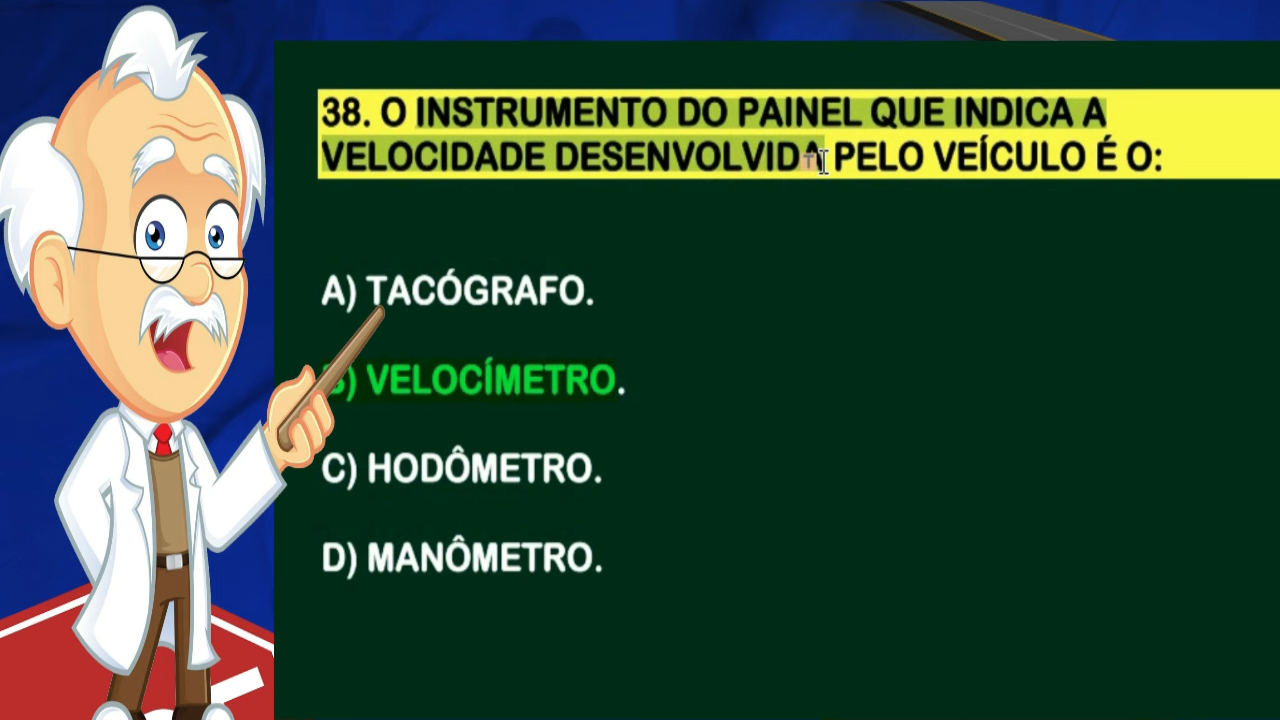 38. O INSTRUMENTO DO PAINEL QUE INDICA A
VELOCIDADE DESENVOLVIDA PELO VEÍCULO É O:
A) TACÓGRAFO.
B) VELOCÍMETRO.
C) HODÔMETRO.
D) MANÔMETRO.